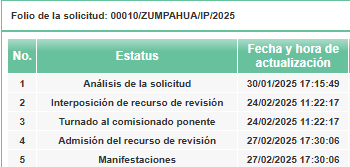 Folio de la solicitud: 00010/ZUMPAHUA/IP/2025
No. Estatus Fecha y hora de actualización
1 Análisis de la solicitud 30/01/2025 17:15:49
2 Interposición de recurso de revisión 24/02/2025 11:22:17
3 Turnado al comisionado ponente 24/02/2025 11:22:17
4 Admisión del recurso de revisión 27/02/2025 17:30:06
5 Manifestaciones 27/02/2025 17:30:06